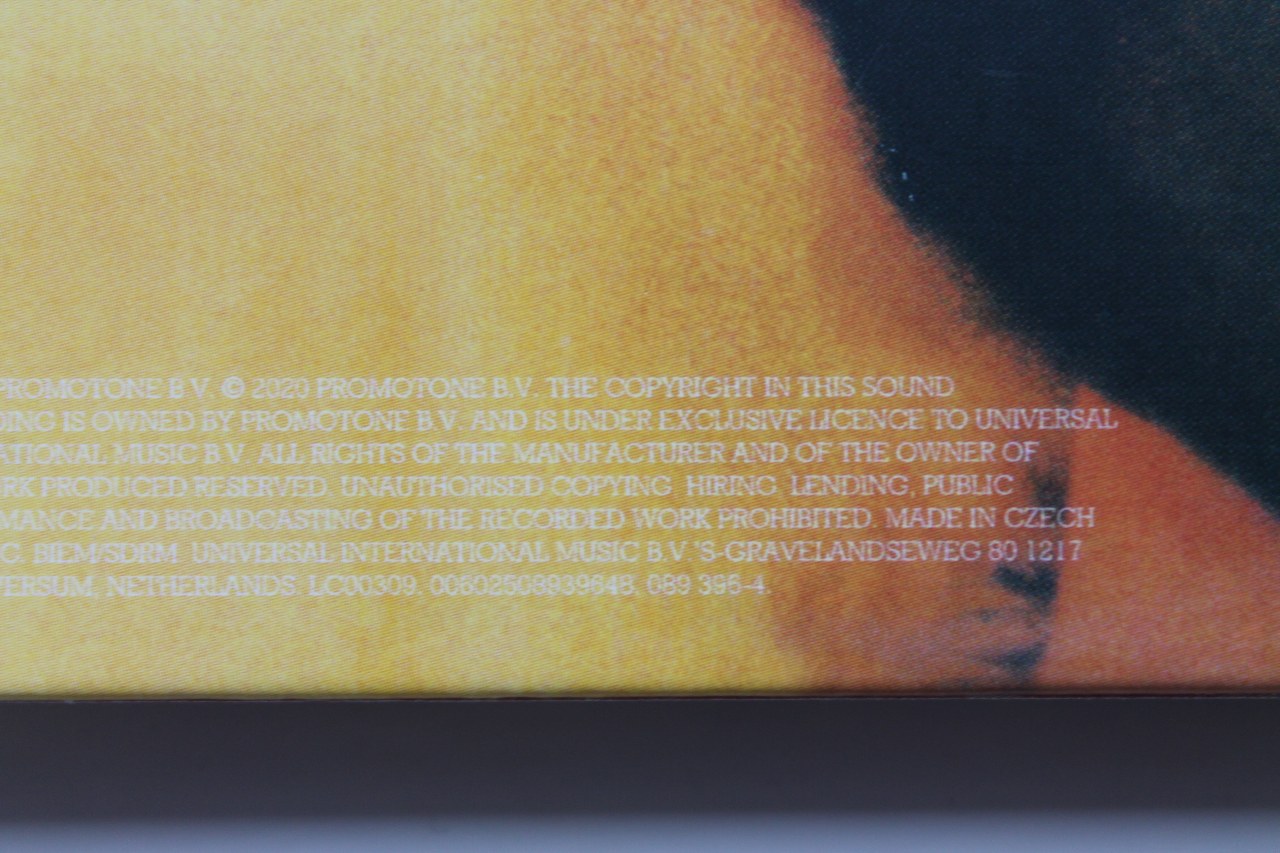 PROMOTONE B.V. © 2020 PROMOTONE B.V. THE COPYRIGHT IN THIS SOUND
DING IS OWNED BY PROMOTONE B.V. AND IS UNDER EXCLUSIVE LICENCE TO UNIVERSAL
ATIONAL MUSIC B.V. ALL RIGHTS OF THE MANUFACTURER AND OF THE OWNER OF
RK PRODUCED RESERVED. UNAUTHORISED COPYING, HIRING, LENDING, PUBLIC
MANCE AND BROADCASTING OF THE RECORDED WORK PROHIBITED. MADE IN CZECH
C. BIEM/SDRM. UNIVERSAL INTERNATIONAL MUSIC B.V. 'S-GRAVELANDSEWEG 80 1217
VERSUM, NETHERLANDS. LC00309. 00602508939648. 089 396-4.